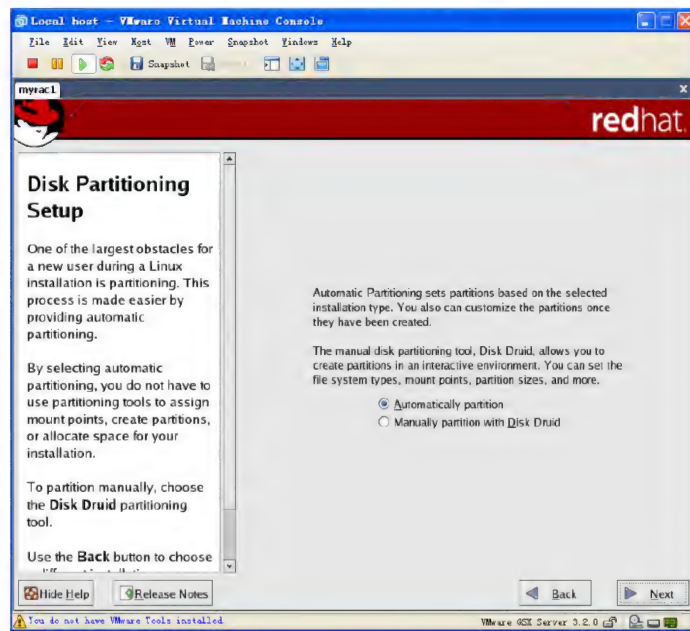 Local host - VMware Virtual Machine Console
File Edit View Host VM Power Snapshot Windows Help
Snapshot
myrac1
redhat.
Disk Partitioning
Setup
One of the largest obstacles for
a new user during a Linux
installation is partitioning. This
process is made easier by
providing automatic
partitioning.
By selecting automatic
partitioning, you do not have to
use partitioning tools to assign
mount points, create partitions,
or allocate space for your
installation.
To partition manually, choose
the Disk Druid partitioning
tool.
Use the Back button to choose
Automatic Partitioning sets partitions based on the selected
installation type. You also can customize the partitions once
they have been created.
The manual disk partitioning tool, Disk Druid, allows you to
create partitions in an interactive environment. You can set the
file system types, mount points, partition sizes, and more.
Automatically partition
Manually partition with Disk Druid
Hide Help
Release Notes
Back
Next
You do not have VMware Tools installed
VMware GSX Server 3.2.0